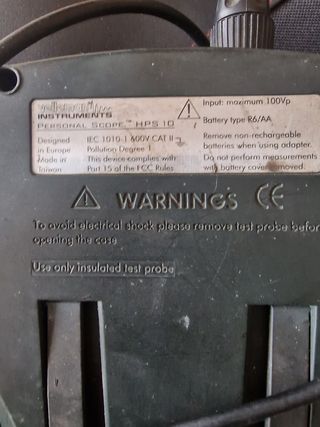 velleman
INSTRUMENTS
PERSONAL SCOPE™ HPS 10
Designed in Europe
Made in Taiwan
IEC 1010-1 600V CAT II
Pollution Degree 1
This device complies with
Part 15 of the FCC Rules
Input: maximum 100Vp
Battery type R6/AA
Remove non-rechargeable
batteries when using adapter.
Do not perform measurements
with battery cover removed.
WARNINGS CE
To avoid electrical shock please remove test probe before
opening the case
Use only insulated test probe